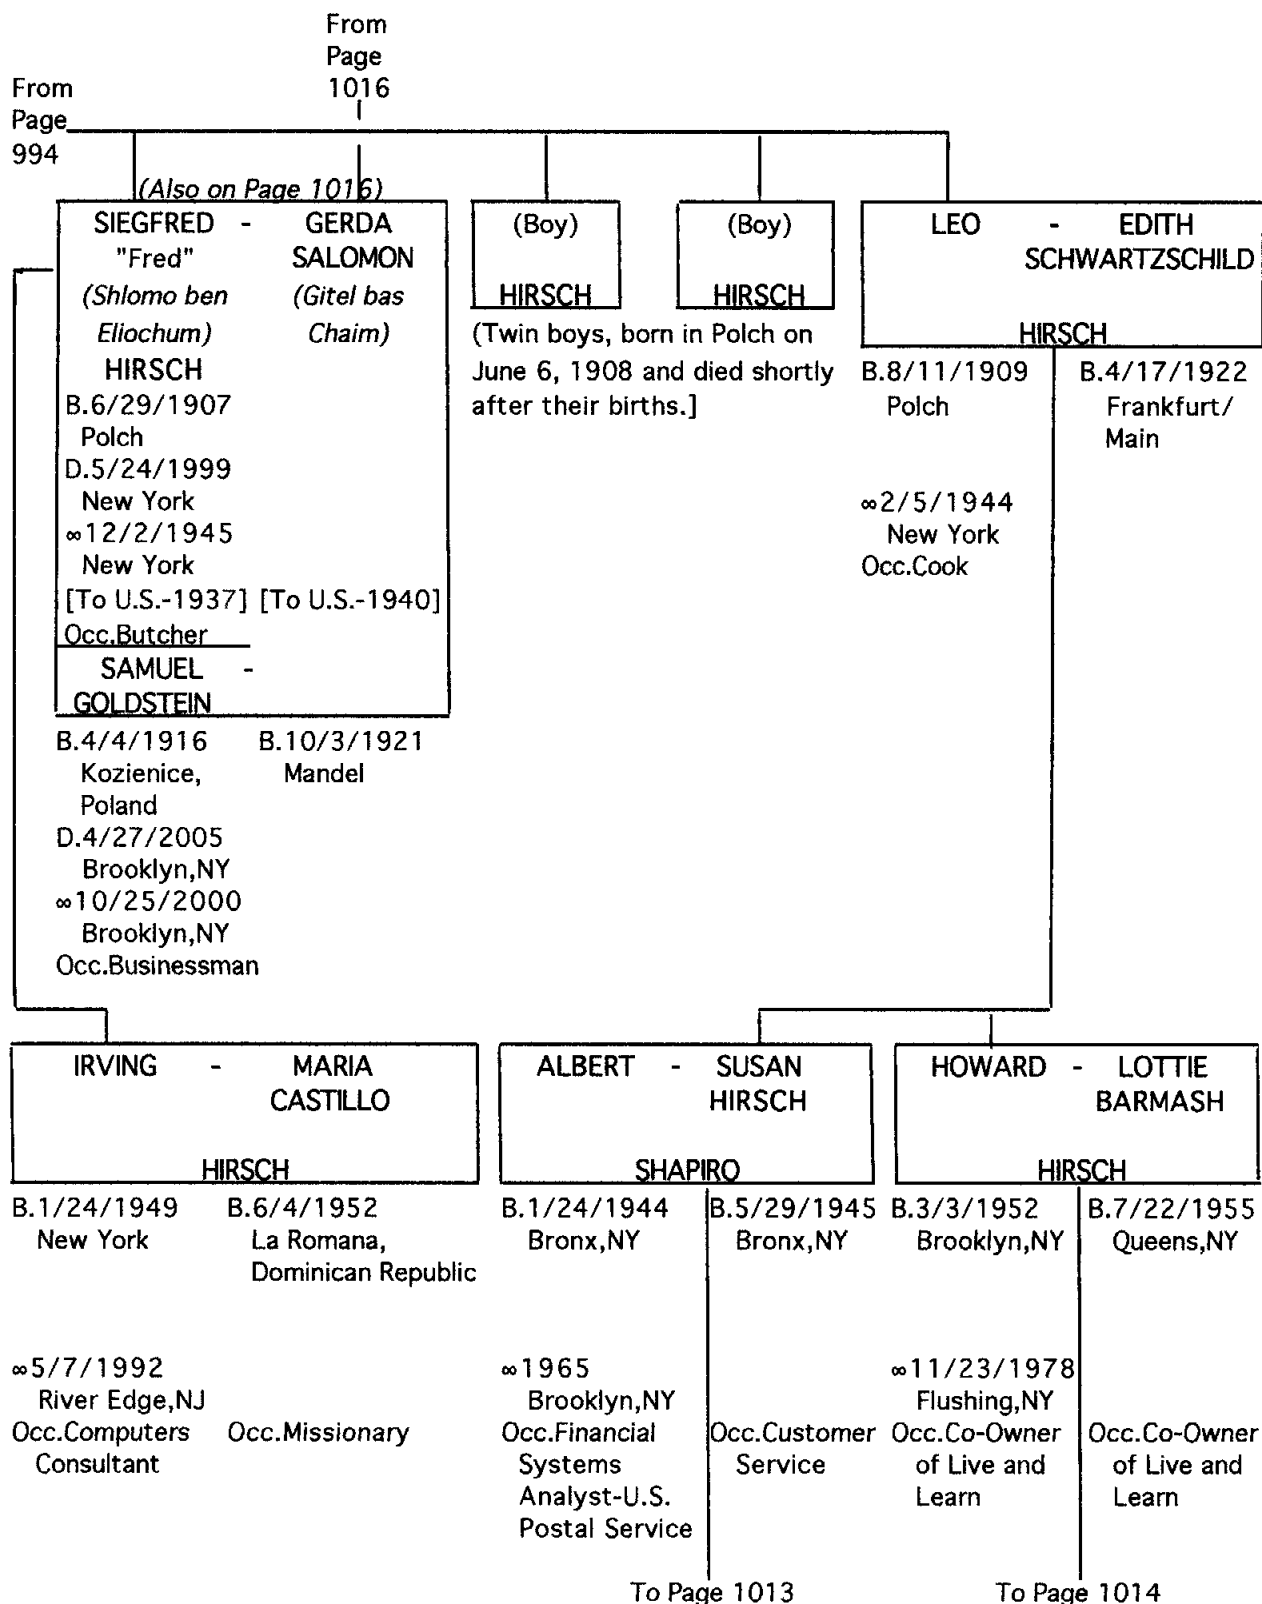 From
Page
1016
From
Page
994
(Also on Page 1016)
SIEGFRED - GERDA
"Fred" SALOMON
(Shlomo ben (Gitel bas
Eliochum) Chaim)
HIRSCH
B.6/29/1907
Polch
D.5/24/1999
New York
∞12/2/1945
New York
[To U.S.-1937] [To U.S.-1940]
Occ.Butcher
SAMUEL -
GOLDSTEIN
B.4/4/1916 B.10/3/1921
Kozienice, Mandel
Poland
D.4/27/2005
Brooklyn,NY
∞10/25/2000
Brooklyn,NY
Occ.Businessman
(Boy)
HIRSCH
(Boy)
HIRSCH
(Twin boys, born in Polch on
June 6, 1908 and died shortly
after their births.]
LEO - EDITH
SCHWARTZSCHILD
HIRSCH
B.8/11/1909 B.4/17/1922
Polch Frankfurt/
Main
∞2/5/1944
New York
Occ.Cook
IRVING - MARIA
CASTILLO
HIRSCH
B.1/24/1949 B.6/4/1952
New York La Romana,
Dominican Republic
∞5/7/1992
River Edge,NJ
Occ.Computers Occ.Missionary
Consultant
ALBERT - SUSAN
HIRSCH
SHAPIRO
B.1/24/1944 B.5/29/1945
Bronx,NY Bronx,NY
∞1965
Brooklyn,NY
Occ.Financial Occ.Customer
Systems Service
Analyst-U.S.
Postal Service
To Page 1013
HOWARD - LOTTIE
BARMASH
HIRSCH
B.3/3/1952 B.7/22/1955
Brooklyn,NY Queens,NY
∞11/23/1978
Flushing,NY
Occ.Co-Owner Occ.Co-Owner
of Live and of Live and
Learn Learn
To Page 1014